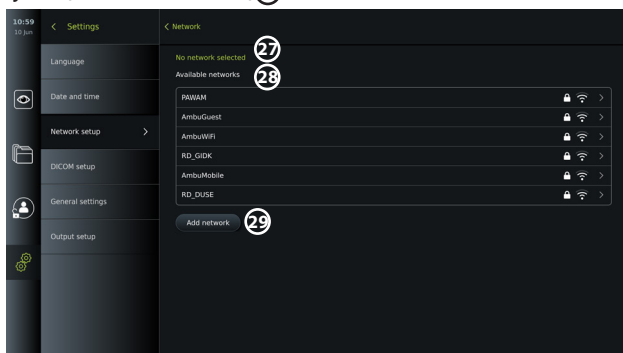 10:59
10 Jun
< Settings
< Network
Language
Date and time
Network setup >
DICOM setup
General settings
Output setup
No network selected 27
Available networks 28
PAWAM >
AmbuGuest >
AmbuWiFi >
RD_GIDK >
AmbuMobile >
RD_DUSE >
Add network 29